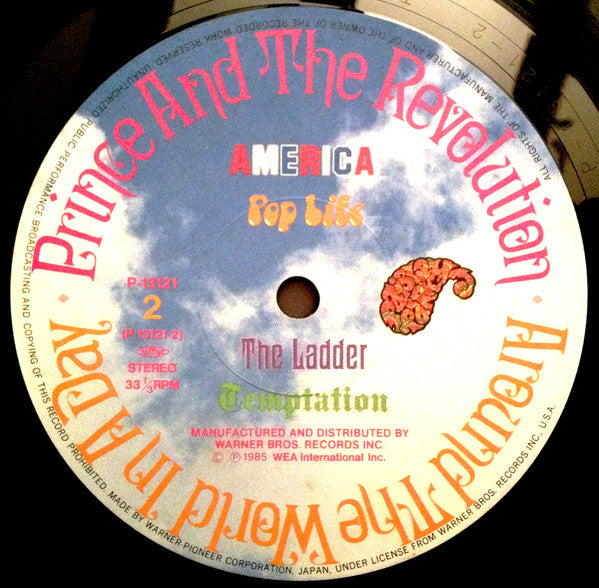 Prince And The Revolution
Around The World In A Day
AMERICA
Pop Life
P-13121
2
(P-13121-2)
STEREO
33 1/3 RPM
The Ladder
Temptation
MANUFACTURED AND DISTRIBUTED BY
WARNER BROS. RECORDS INC.
© ℗ 1985 WEA International Inc.
ALL RIGHTS OF THE MANUFACTURER AND OF THE OWNER OF THE RECORDED WORK RESERVED. UNAUTHORIZED PUBLIC PERFORMANCE BROADCASTING AND COPYING OF THIS RECORD PROHIBITED. MADE BY WARNER-PIONEER CORPORATION, JAPAN, UNDER LICENSE FROM WARNER BROS. RECORDS INC., U.S.A.